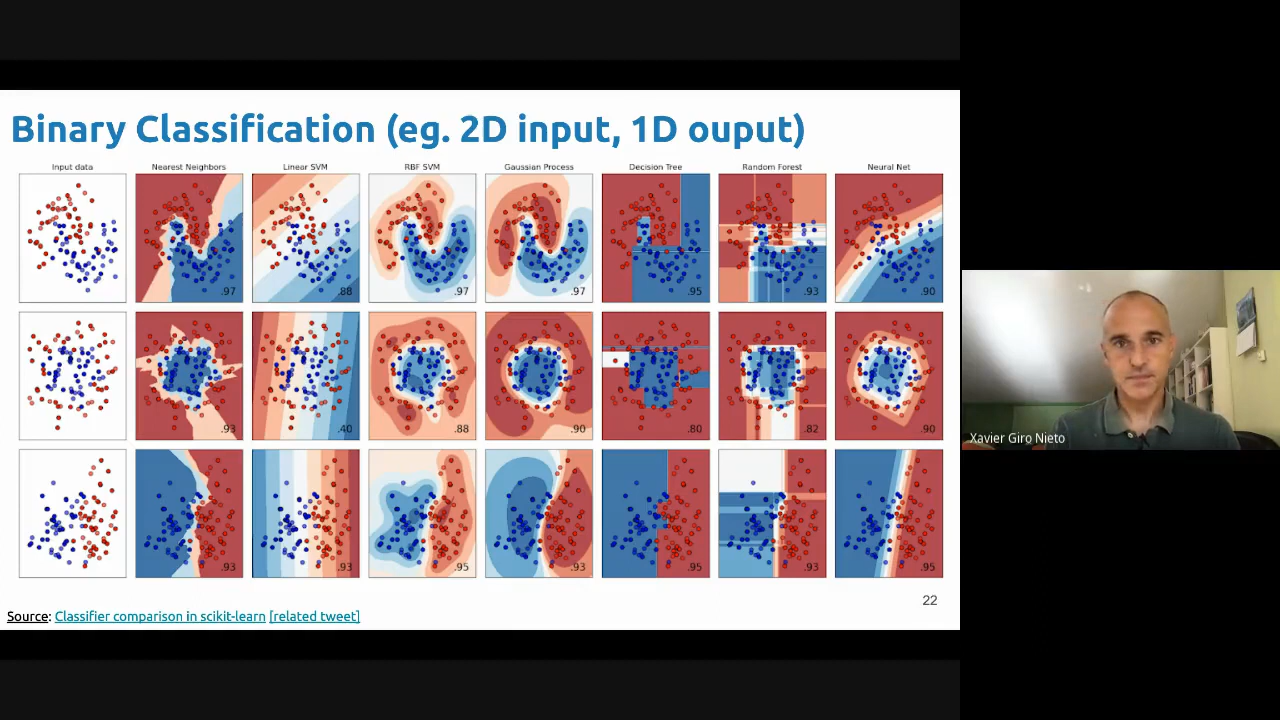 Binary Classification (eg. 2D input, 1D ouput)
Input data Nearest Neighbors Linear SVM RBF SVM Gaussian Process Decision Tree Random Forest Neural Net
.97 .88 .97 .97 .95 .93 .90
.93 .40 .88 .90 .80 .82 .90
.93 .93 .95 .93 .95 .93 .95
Xavier Giro Nieto
22
Source: Classifier comparison in scikit-learn [related tweet]